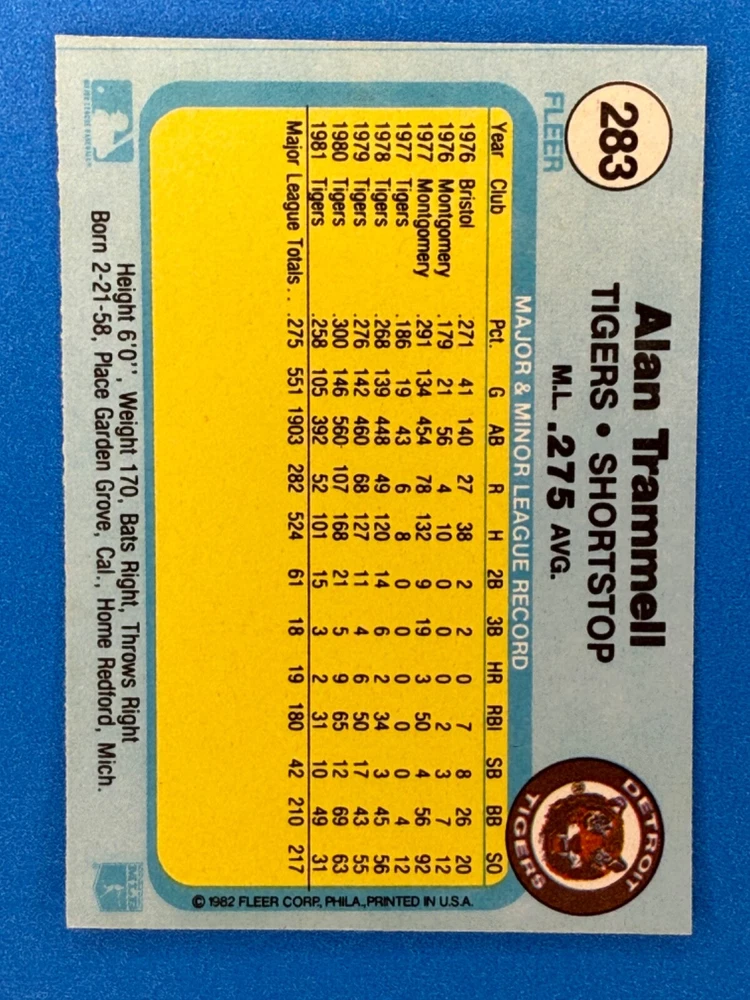 283
FLEER
Alan Trammell
TIGERS • SHORTSTOP
M.L .275 AVG.
DETROIT
TIGERS
MAJOR & MINOR LEAGUE RECORD
Year Club Pct. G AB R H 2B 3B HR RBI SB BB SO
1976 Bristol .271 41 140 27 38 2 2 0 7 8 26 20
1976 Montgomery .179 21 56 4 10 0 0 0 2 3 7 12
1977 Montgomery .291 134 454 78 132 9 19 3 50 4 56 92
1977 Tigers .186 19 43 6 8 0 0 0 0 0 4 12
1978 Tigers .268 139 448 49 120 14 6 2 34 3 45 56
1979 Tigers .276 142 460 68 127 11 4 6 50 17 43 55
1980 Tigers .300 146 560 107 168 21 5 9 65 12 69 63
1981 Tigers .258 105 392 52 101 15 3 2 31 10 49 31
Major League Totals . . .275 551 1903 282 524 61 18 19 180 42 210 217
© 1982 FLEER CORP., PHILA., PRINTED IN U.S.A.
MAJOR LEAGUE BASEBALL
Height 6'0", Weight 170, Bats Right, Throws Right
Born 2-21-58, Place Garden Grove, Cal., Home Redford, Mich.